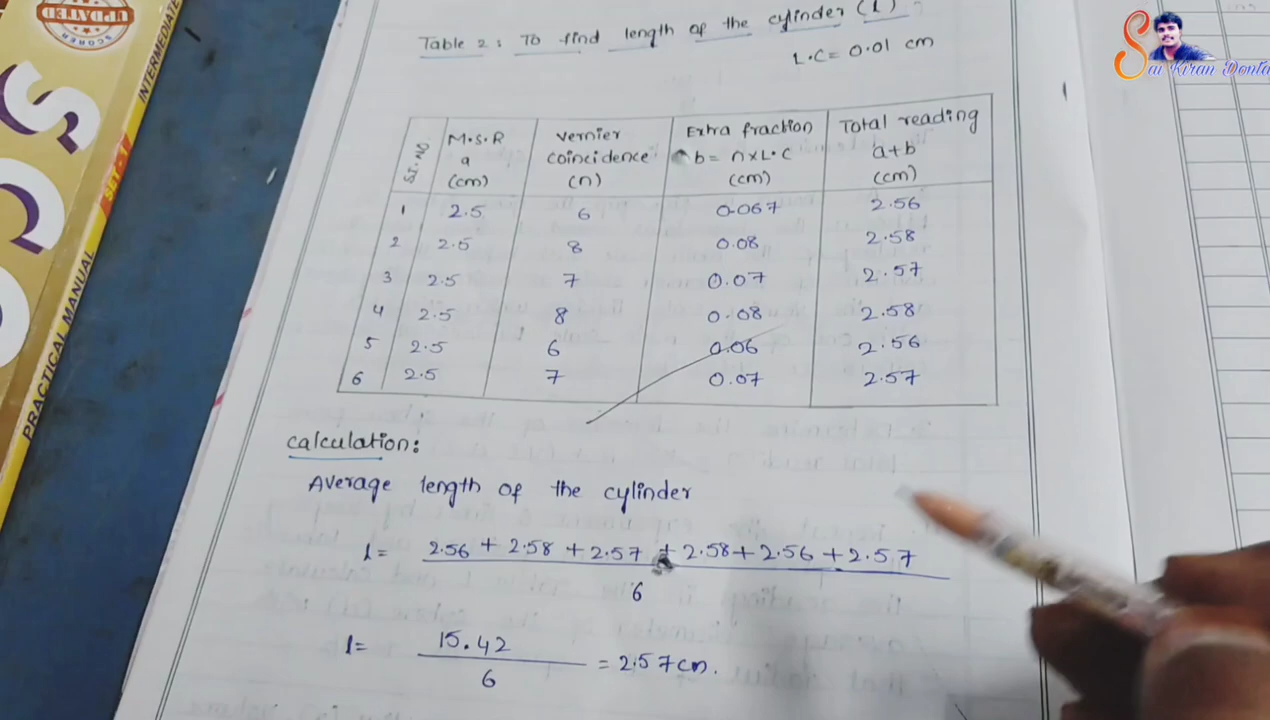 UPDATED
SCORER
INTERMEDIATE
PRACTICAL MANUAL
Sai Kiran Donta
Table 2: To find length of the cylinder (l)
L.C = 0.01 cm
Sl.No | M.S.R a (cm) | Vernier coincidence (n) | Extra fraction b = n×L.C (cm) | Total reading a+b (cm)
1 2.5 6 0.067 2.56
2 2.5 8 0.08 2.58
3 2.5 7 0.07 2.57
4 2.5 8 0.08 2.58
5 2.5 6 0.06 2.56
6 2.5 7 0.07 2.57
Calculation:
Average length of the cylinder
l = 2.56 + 2.58 + 2.57 + 2.58 + 2.56 + 2.57
6
l = 15.42
6
= 2.57 cm.